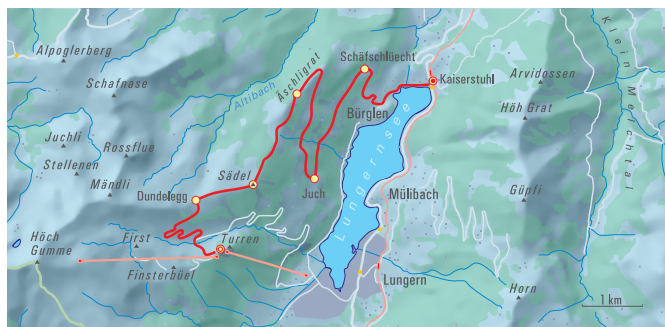 Alpoglerberg
Schafnase
Juchli
Stellenen
Rossflue
Mändli
Höch
Gumme
First
Finsterbüel
Turren
Dundelegg
Sädel
Altibach
Äschligrat
Juch
Schäfschlüecht
Bürglen
Kaiserstuhl
Lungernsee
Mülibach
Lungern
Arvidossen
Höh Grat
Güpfi
Horn
Klein Melchtal
1 km